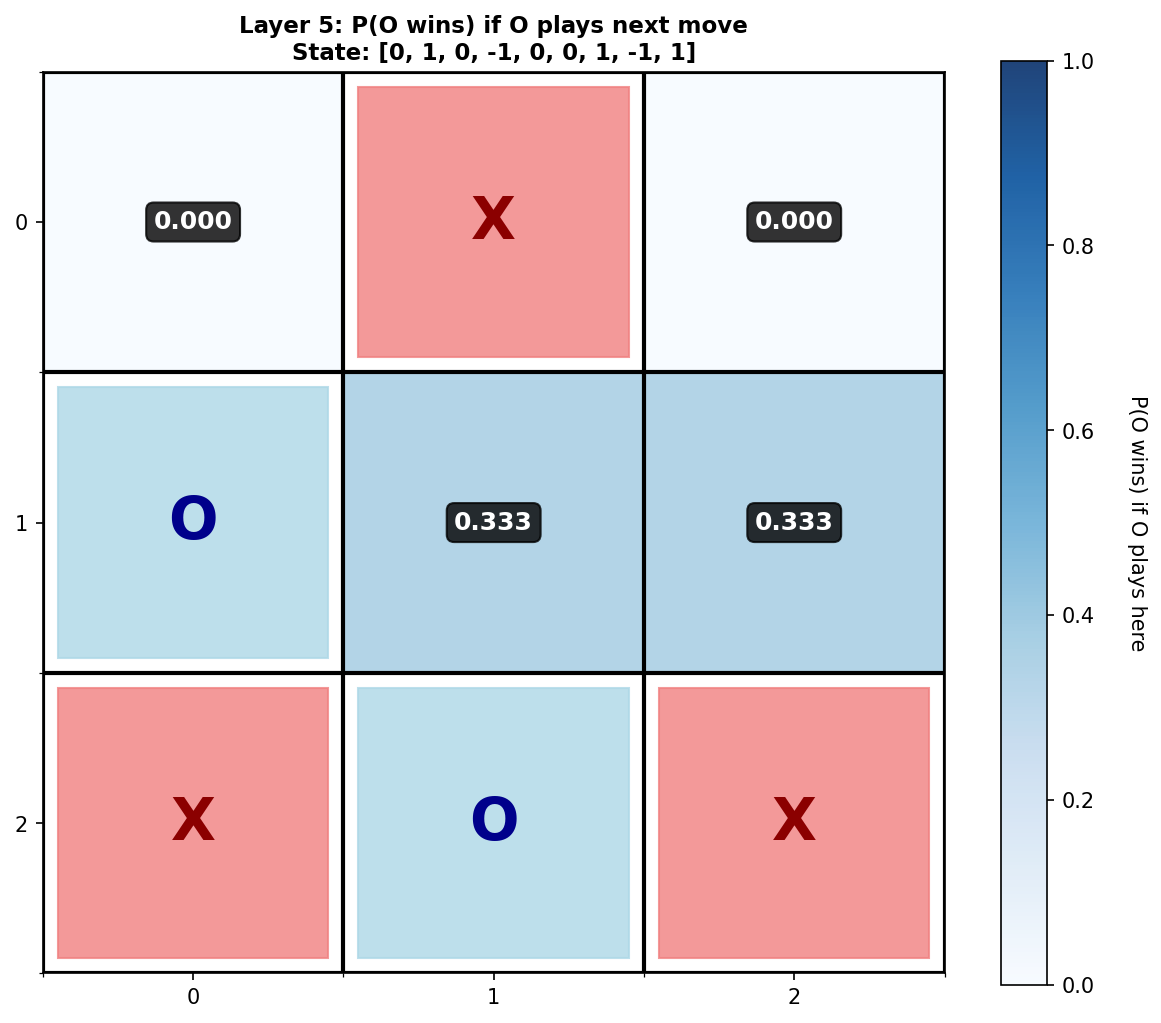 Layer 5: P(O wins) if O plays next move
State: [0, 1, 0, -1, 0, 0, 1, -1, 1]
0
0.000
X
0.000
1
O
0.333
0.333
2
X
O
X
0
1
2
1.0
0.8
0.6
0.4
0.2
0.0
P(O wins) if O plays here